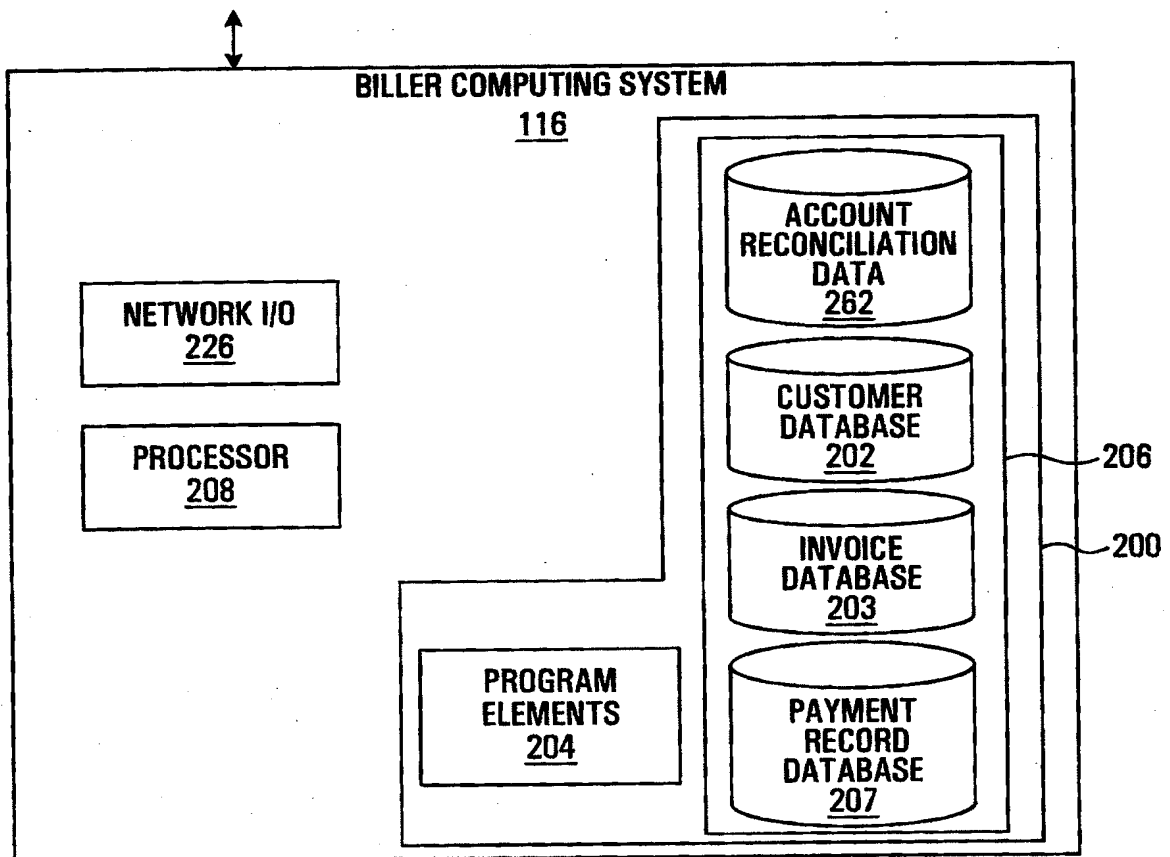 BILLER COMPUTING SYSTEM
116
NETWORK I/O
226
PROCESSOR
208
ACCOUNT
RECONCILIATION
DATA
262
CUSTOMER
DATABASE
202
INVOICE
DATABASE
203
PAYMENT
RECORD
DATABASE
207
PROGRAM
ELEMENTS
204
206
200